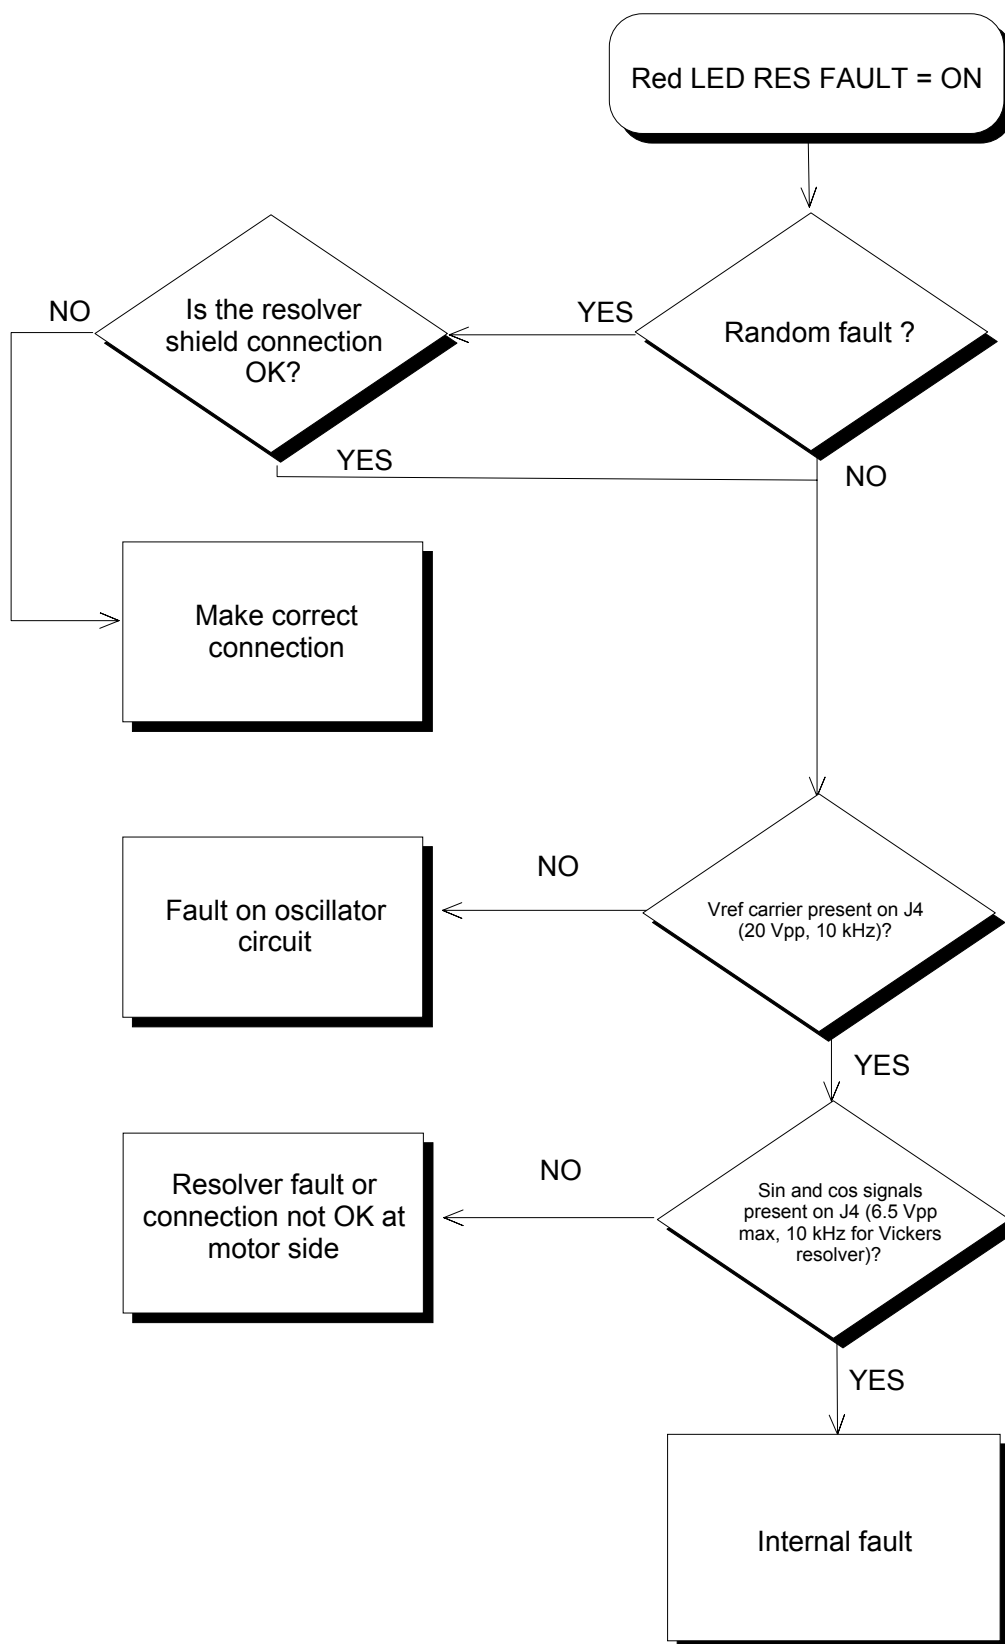 Red LED RES FAULT = ON
NO
Is the resolver
shield connection
OK?
YES
Random fault ?
YES
NO
Make correct
connection
Fault on oscillator
circuit
NO
Vref carrier present on J4
(20 Vpp, 10 kHz)?
YES
Resolver fault or
connection not OK at
motor side
NO
Sin and cos signals
present on J4 (6.5 Vpp
max, 10 kHz for Vickers
resolver)?
YES
Internal fault